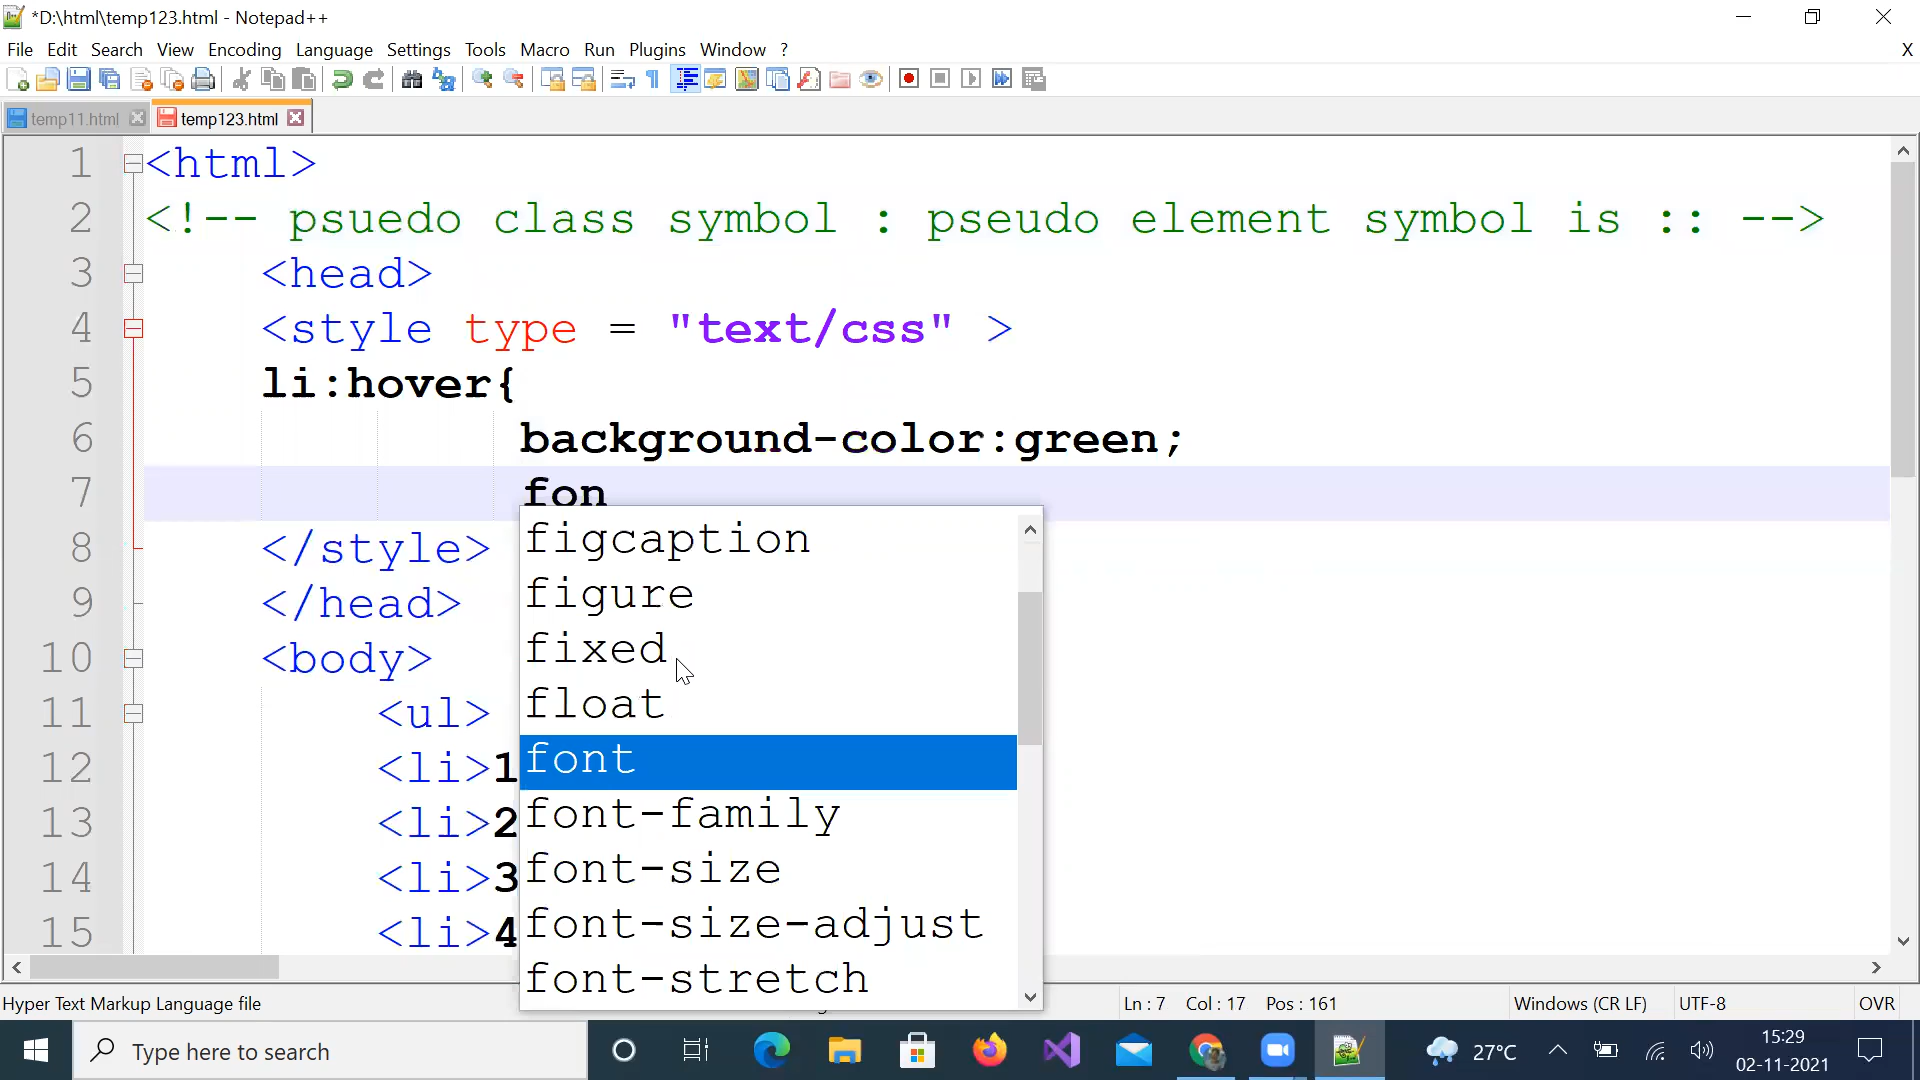 *D:\html\temp123.html - Notepad++
File Edit Search View Encoding Language Settings Tools Macro Run Plugins Window ? X
temp11.html temp123.html
1 <html>
2 <!-- psuedo class symbol : pseudo element symbol is :: -->
3 <head>
4 <style type = "text/css" >
5 li:hover{
6 background-color:green;
7 fon
8 </style>
9 </head>
10 <body>
11 <ul>
12 <li>1
13 <li>2
14 <li>3
15 <li>4
figcaption
figure
fixed
float
font
font-family
font-size
font-size-adjust
font-stretch
Hyper Text Markup Language file Ln : 7 Col : 17 Pos : 161 Windows (CR LF) UTF-8 OVR
Type here to search 27°C 15:29
02-11-2021